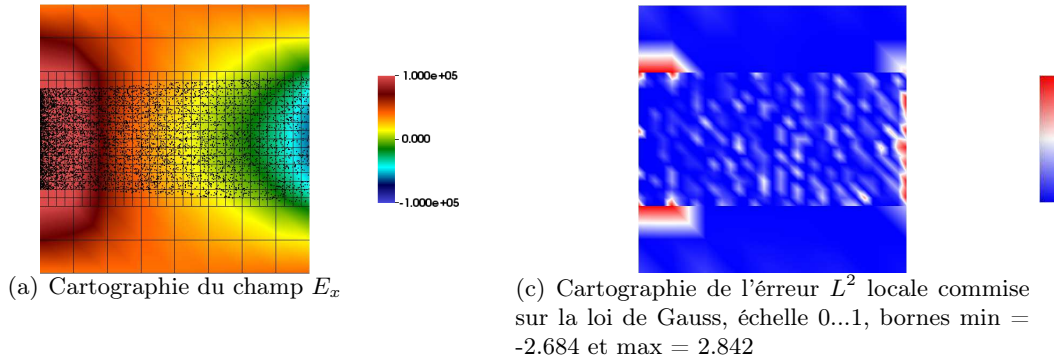 1.000e+05
0.000
-1.000e+05
(a) Cartographie du champ $E_x$
(c) Cartographie de l'érreur $L^2$ locale commise
sur la loi de Gauss, échelle 0...1, bornes min =
-2.684 et max = 2.842